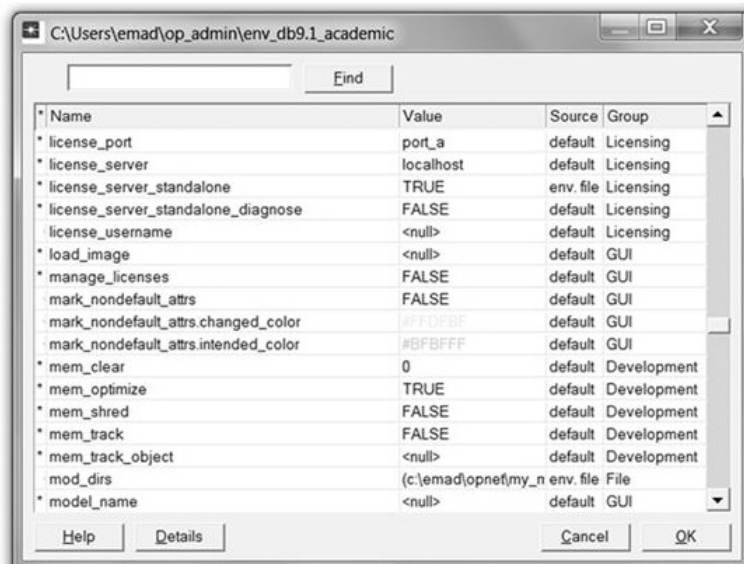 C:\Users\emad\op_admin\env_db9.1_academic
Find
* Name Value Source Group
* license_port port_a default Licensing
* license_server localhost default Licensing
* license_server_standalone TRUE env. file Licensing
* license_server_standalone_diagnose FALSE default Licensing
license_username <null> default Licensing
* load_image <null> default GUI
* manage_licenses FALSE default GUI
mark_nondefault_attrs FALSE default GUI
mark_nondefault_attrs.changed_color #FFDFBF default GUI
mark_nondefault_attrs.intended_color #BFBFFF default GUI
* mem_clear 0 default Development
* mem_optimize TRUE default Development
* mem_shred FALSE default Development
* mem_track FALSE default Development
* mem_track_object <null> default Development
mod_dirs (c:\emad\opnet\my_n env. file File
* model_name <null> default GUI
Help Details Cancel OK